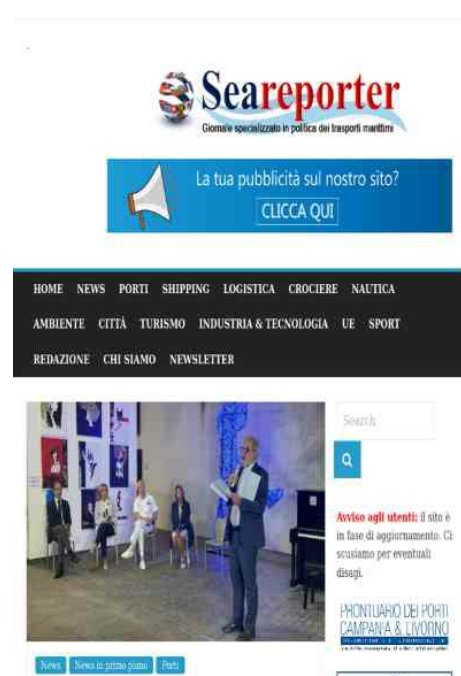 Seareporter
Giornale specializzato in politica dei trasporti marittimi
La tua pubblicità sul nostro sito?
CLICCA QUI
HOME NEWS PORTI SHIPPING LOGISTICA CROCIERE NAUTICA
AMBIENTE CITTÀ TURISMO INDUSTRIA & TECNOLOGIA UE SPORT
REDAZIONE CHI SIAMO NEWSLETTER
Search
Avviso agli utenti: il sito è
in fase di aggiornamento. Ci
scusiamo per eventuali
disagi.
PRONTUARIO DEI PORTI
CAMPANIA & LIVORNO
News News in primo piano Porti